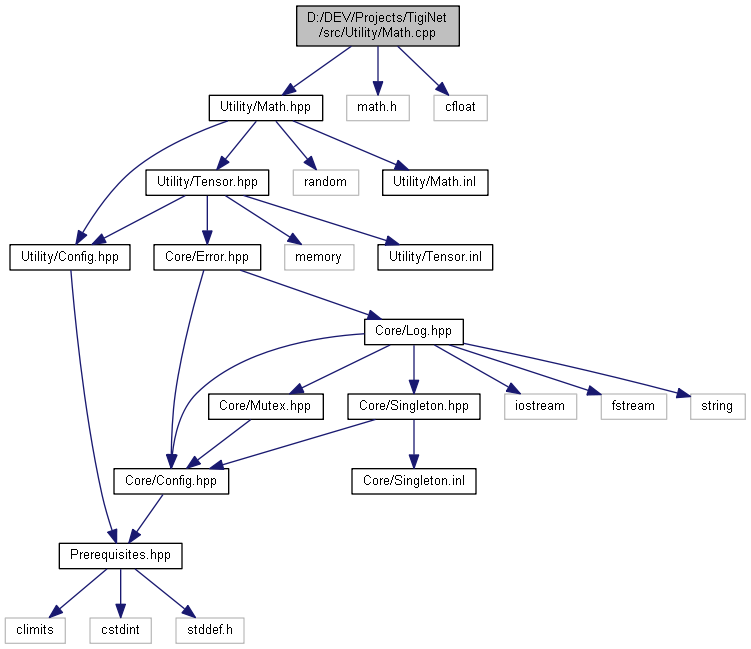 D:/DEV/Projects/TigiNet
/src/Utility/Math.cpp
Utility/Math.hpp
math.h
cfloat
Utility/Tensor.hpp
random
Utility/Math.inl
Utility/Config.hpp
Core/Error.hpp
memory
Utility/Tensor.inl
Core/Log.hpp
Core/Mutex.hpp
Core/Singleton.hpp
iostream
fstream
string
Core/Config.hpp
Core/Singleton.inl
Prerequisites.hpp
climits
cstdint
stddef.h